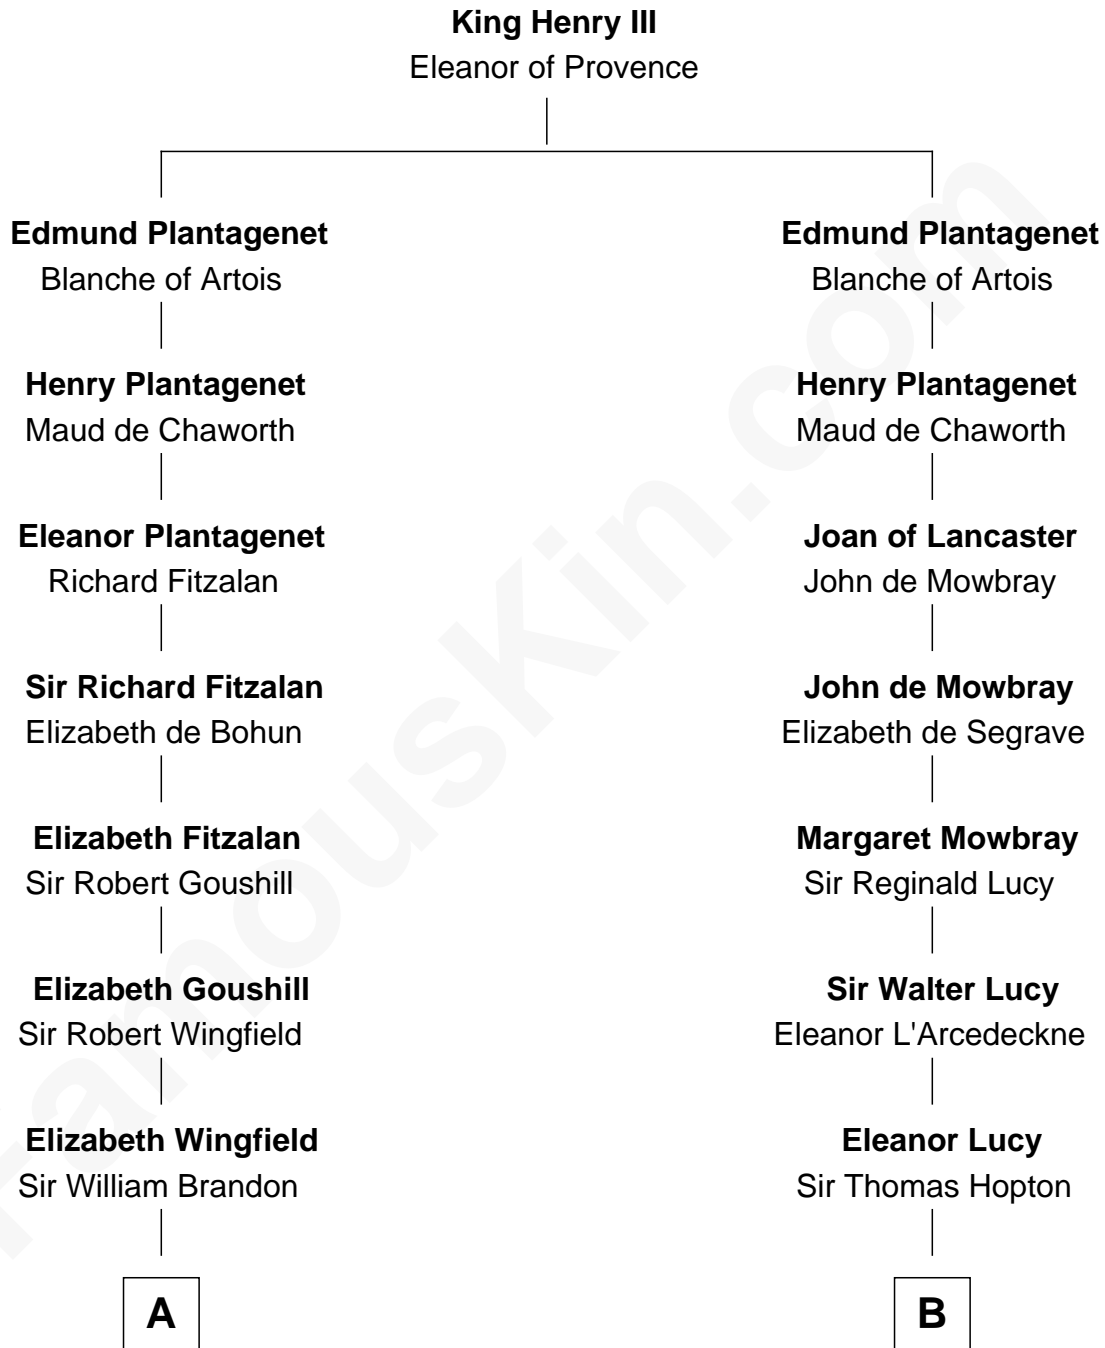 King Henry III
Eleanor of Provence
Edmund Plantagenet
Blanche of Artois
Henry Plantagenet
Maud de Chaworth
Eleanor Plantagenet
Richard Fitzalan
Sir Richard Fitzalan
Elizabeth de Bohun
Elizabeth Fitzalan
Sir Robert Goushill
Elizabeth Goushill
Sir Robert Wingfield
Elizabeth Wingfield
Sir William Brandon
A
Edmund Plantagenet
Blanche of Artois
Henry Plantagenet
Maud de Chaworth
Joan of Lancaster
John de Mowbray
John de Mowbray
Elizabeth de Segrave
Margaret Mowbray
Sir Reginald Lucy
Sir Walter Lucy
Eleanor L'Arcedeckne
Eleanor Lucy
Sir Thomas Hopton
B
FamousKin.com